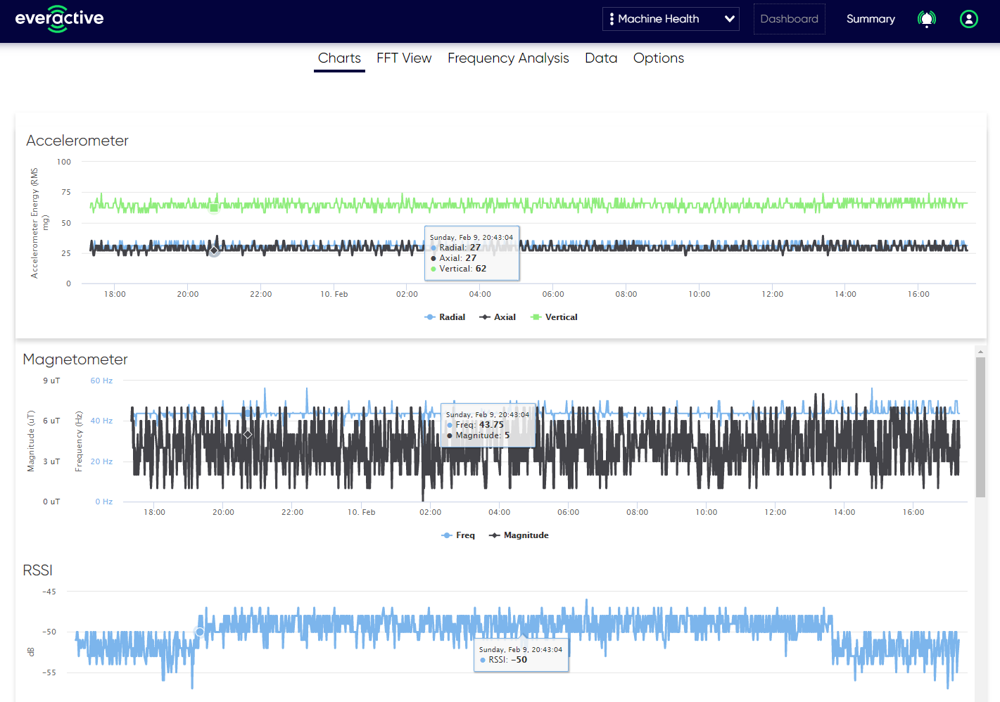 everactive
Machine Health
Dashboard
Summary
Charts FFT View Frequency Analysis Data Options
Accelerometer
Accelerometer Energy (RMS
mg)
100
75
50
25
0
Sunday, Feb 9, 20:43:04
Radial: 27
Axial: 27
Vertical: 62
18:00 20:00 22:00 10. Feb 02:00 04:00 06:00 08:00 10:00 12:00 14:00 16:00
Radial Axial Vertical
Magnetometer
Magnitude (uT)
9 uT
6 uT
3 uT
0 uT
Frequency (Hz)
60 Hz
40 Hz
20 Hz
0 Hz
Sunday, Feb 9, 20:43:04
Freq: 43.75
Magnitude: 5
18:00 20:00 22:00 10. Feb 02:00 04:00 06:00 08:00 10:00 12:00 14:00 16:00
Freq Magnitude
RSSI
dB
-45
-50
-55
Sunday, Feb 9, 20:43:04
RSSI: -50